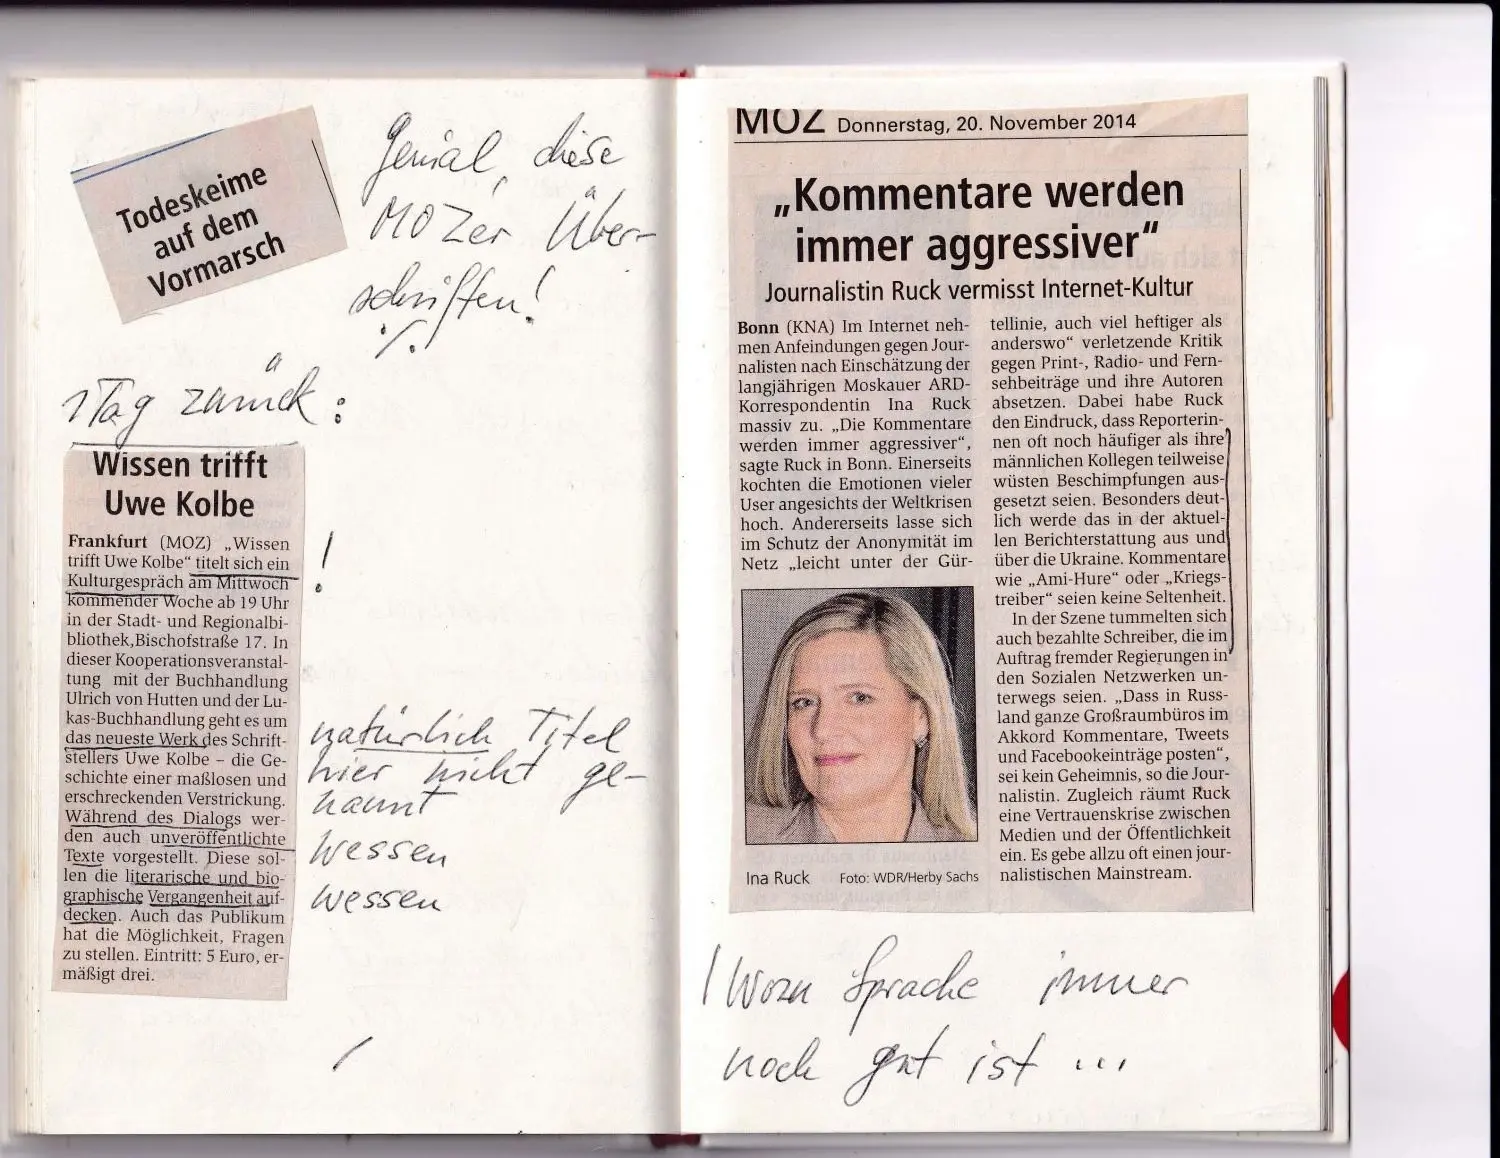 Todeskeime
auf dem
Vormarsch
Genial, diese
MOZer Über-
schriften!
1 Tag zurück:
Wissen trifft
Uwe Kolbe
Frankfurt (MOZ) „Wissen
trifft Uwe Kolbe“ titelt sich ein
Kulturgespräch am Mittwoch
kommender Woche ab 19 Uhr
in der Stadt- und Regionalbi-
bliothek,Bischofstraße 17. In
dieser Kooperationsveranstal-
tung mit der Buchhandlung
Ulrich von Hutten und der Lu-
kas-Buchhandlung geht es um
das neueste Werk des Schrift-
stellers Uwe Kolbe – die Ge-
schichte einer maßlosen und
erschreckenden Verstrickung.
Während des Dialogs wer-
den auch unveröffentlichte
Texte vorgestellt. Diese sol-
len die literarische und bio-
graphische Vergangenheit auf-
decken. Auch das Publikum
hat die Möglichkeit, Fragen
zu stellen. Eintritt: 5 Euro, er-
mäßigt drei.
!
natürlich Titel
hier nicht ge-
nannt
wessen
wessen
MOZ Donnerstag, 20. November 2014
„Kommentare werden
immer aggressiver“
Journalistin Ruck vermisst Internet-Kultur
Bonn (KNA) Im Internet neh-
men Anfeindungen gegen Jour-
nalisten nach Einschätzung der
langjährigen Moskauer ARD-
Korrespondentin Ina Ruck
massiv zu. „Die Kommentare
werden immer aggressiver“,
sagte Ruck in Bonn. Einerseits
kochten die Emotionen vieler
User angesichts der Weltkrisen
hoch. Andererseits lasse sich
im Schutz der Anonymität im
Netz „leicht unter der Gür-
tellinie, auch viel heftiger als
anderswo“ verletzende Kritik
gegen Print-, Radio- und Fern-
sehbeiträge und ihre Autoren
absetzen. Dabei habe Ruck
den Eindruck, dass Reporterin-
nen oft noch häufiger als ihre
männlichen Kollegen teilweise
wüsten Beschimpfungen aus-
gesetzt seien. Besonders deut-
lich werde das in der aktuel-
len Berichterstattung aus und
über die Ukraine. Kommentare
wie „Ami-Hure“ oder „Kriegs-
treiber“ seien keine Seltenheit.
In der Szene tummelten sich
auch bezahlte Schreiber, die im
Auftrag fremder Regierungen in
den Sozialen Netzwerken un-
terwegs seien. „Dass in Russ-
land ganze Großraumbüros im
Akkord Kommentare, Tweets
und Facebookeinträge posten“,
sei kein Geheimnis, so die Jour-
nalistin. Zugleich räumt Ruck
eine Vertrauenskrise zwischen
Medien und der Öffentlichkeit
ein. Es gebe allzu oft einen jour-
nalistischen Mainstream.
Ina Ruck Foto: WDR/Herby Sachs
Wozu Sprache immer
noch gut ist ...